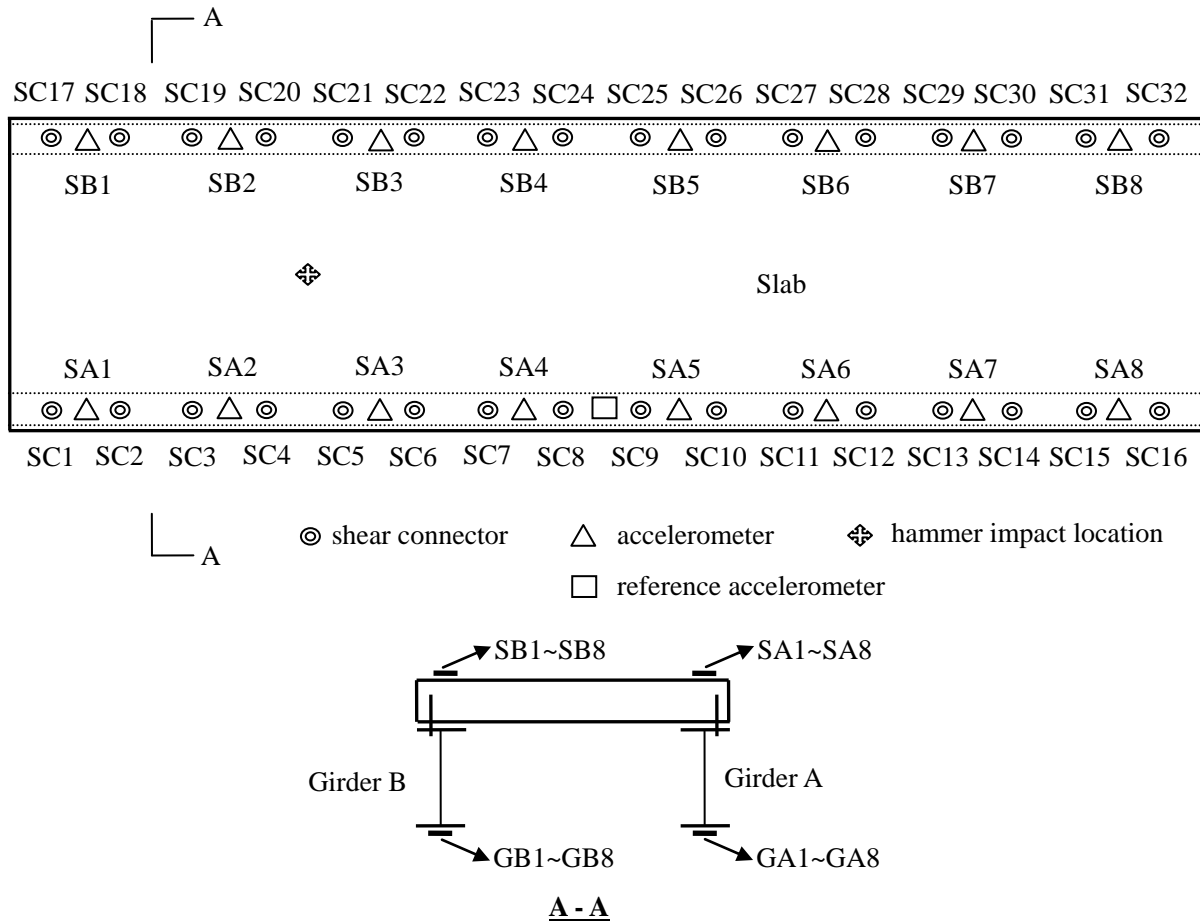 A
SC17 SC18 SC19 SC20 SC21 SC22 SC23 SC24 SC25 SC26 SC27 SC28 SC29 SC30 SC31 SC32
SB1 SB2 SB3 SB4 SB5 SB6 SB7 SB8
Slab
SA1 SA2 SA3 SA4 SA5 SA6 SA7 SA8
SC1 SC2 SC3 SC4 SC5 SC6 SC7 SC8 SC9 SC10 SC11 SC12 SC13 SC14 SC15 SC16
A
shear connector accelerometer hammer impact location
reference accelerometer
SB1~SB8 SA1~SA8
Girder B Girder A
GB1~GB8 GA1~GA8
A - A